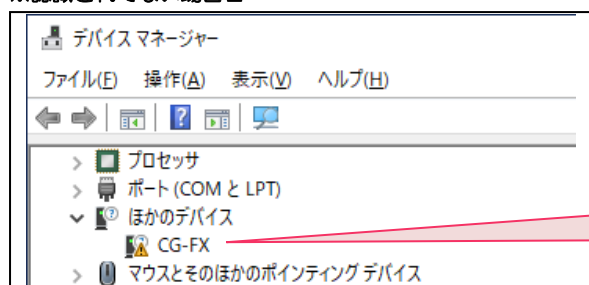 デバイス マネージャー
ファイル(F) 操作(A) 表示(V) ヘルプ(H)
プロセッサ
ポート (COM と LPT)
ほかのデバイス
CG-FX
マウスとそのほかのポインティング デバイス